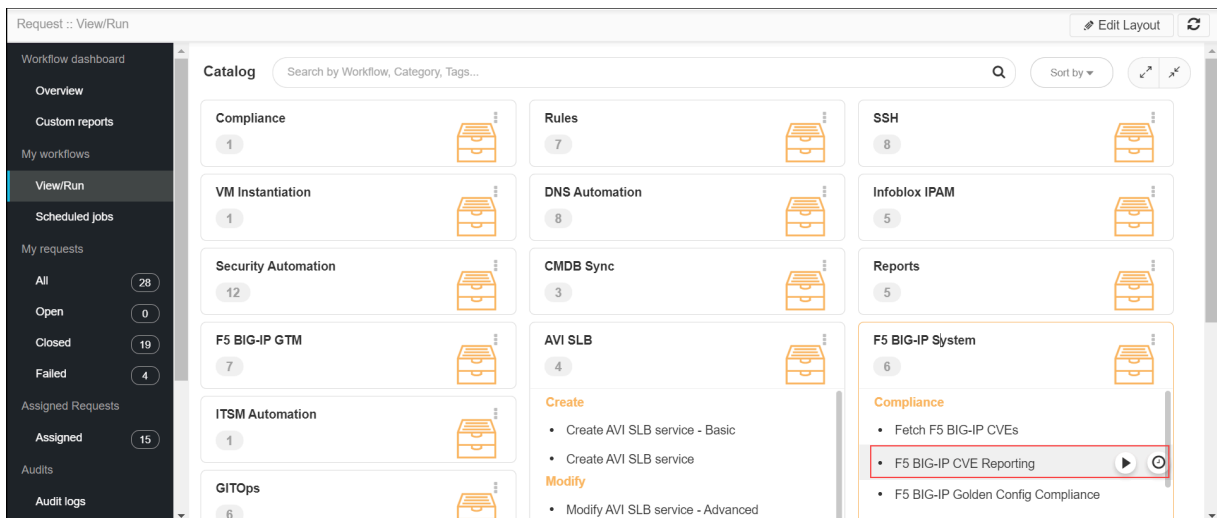 Request :: View/Run
Edit Layout
Workflow dashboard
Overview
Custom reports
My workflows
View/Run
Scheduled jobs
My requests
All 28
Open 0
Closed 19
Failed 4
Assigned Requests
Assigned 15
Audits
Audit logs
Catalog
Search by Workflow, Category, Tags...
Sort by
Compliance
1
Rules
7
SSH
8
VM Instantiation
1
DNS Automation
8
Infoblox IPAM
5
Security Automation
12
CMDB Sync
3
Reports
5
F5 BIG-IP GTM
7
AVI SLB
4
Create
• Create AVI SLB service - Basic
• Create AVI SLB service
Modify
• Modify AVI SLB service - Advanced
F5 BIG-IP System
6
Compliance
• Fetch F5 BIG-IP CVEs
• F5 BIG-IP CVE Reporting
• F5 BIG-IP Golden Config Compliance
ITSM Automation
1
GITOps
6